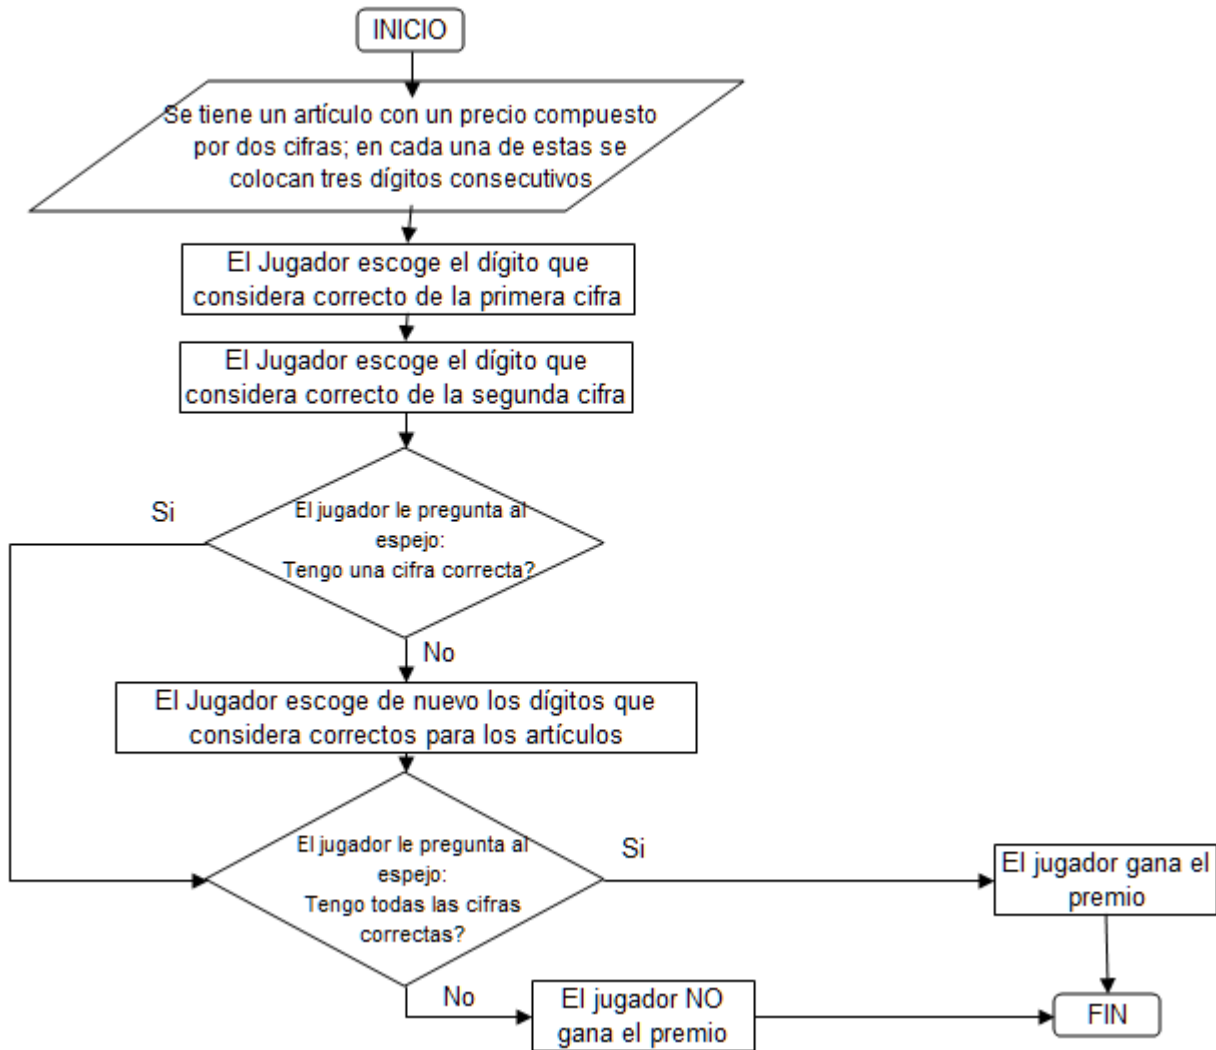 INICIO
Se tiene un artículo con un precio compuesto
por dos cifras; en cada una de estas se
colocan tres dígitos consecutivos
El Jugador escoge el dígito que
considera correcto de la primera cifra
El Jugador escoge el dígito que
considera correcto de la segunda cifra
Si
El jugador le pregunta al
espejo:
Tengo una cifra correcta?
No
El Jugador escoge de nuevo los dígitos que
considera correctos para los artículos
El jugador le pregunta al
espejo:
Tengo todas las cifras
correctas?
Si
El jugador gana el
premio
No
El jugador NO
gana el premio
FIN